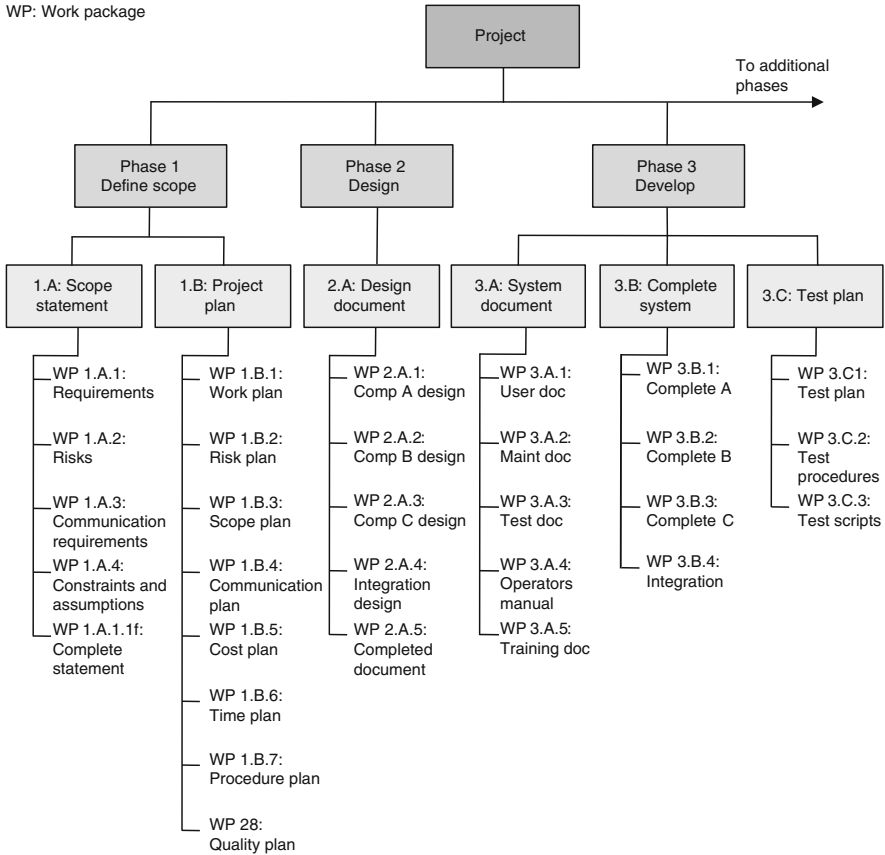 WP: Work package
Project
To additional
phases
Phase 1
Define scope
Phase 2
Design
Phase 3
Develop
1.A: Scope
statement
1.B: Project
plan
2.A: Design
document
3.A: System
document
3.B: Complete
system
3.C: Test plan
WP 1.A.1:
Requirements
WP 1.A.2:
Risks
WP 1.A.3:
Communication
requirements
WP 1.A.4:
Constraints and
assumptions
WP 1.A.1.1f:
Complete
statement
WP 1.B.1:
Work plan
WP 1.B.2:
Risk plan
WP 1.B.3:
Scope plan
WP 1.B.4:
Communication
plan
WP 1.B.5:
Cost plan
WP 1.B.6:
Time plan
WP 1.B.7:
Procedure plan
WP 28:
Quality plan
WP 2.A.1:
Comp A design
WP 2.A.2:
Comp B design
WP 2.A.3:
Comp C design
WP 2.A.4:
Integration
design
WP 2.A.5:
Completed
document
WP 3.A.1:
User doc
WP 3.A.2:
Maint doc
WP 3.A.3:
Test doc
WP 3.A.4:
Operators
manual
WP 3.A.5:
Training doc
WP 3.B.1:
Complete A
WP 3.B.2:
Complete B
WP 3.B.3:
Complete C
WP 3.B.4:
Integration
WP 3.C1:
Test plan
WP 3.C.2:
Test
procedures
WP 3.C.3:
Test scripts